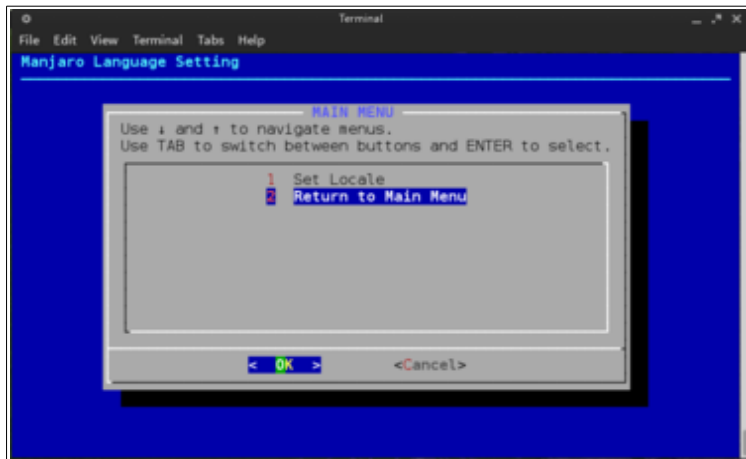 Terminal
File Edit View Terminal Tabs Help
Manjaro Language Setting
MAIN MENU
Use ↓ and ↑ to navigate menus.
Use TAB to switch between buttons and ENTER to select.
1 Set Locale
2 Return to Main Menu
< OK > <Cancel>